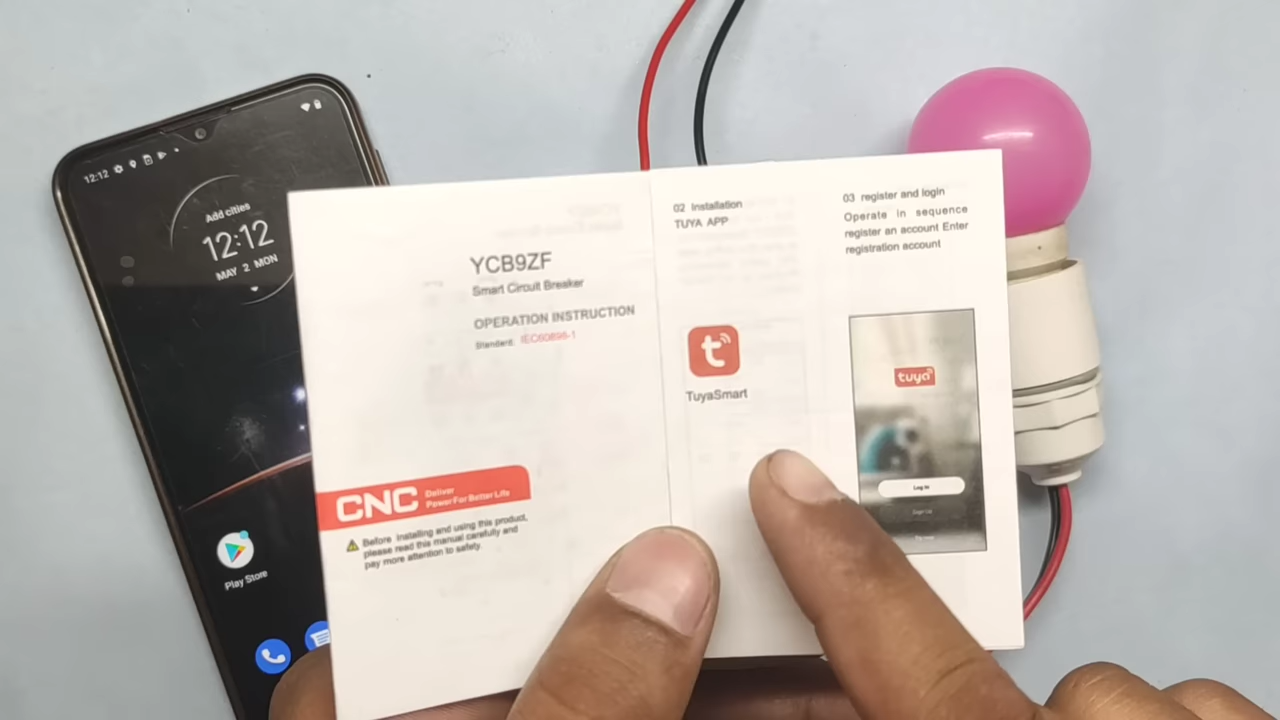 12:12
Add cities
12:12
MAY 2 MON
Play Store
YCB9ZF
Smart Circuit Breaker
OPERATION INSTRUCTION
Standard: IEC60898-1
CNC
Deliver
Power For Better Life
Before installing and using this product,
please read this manual carefully and
pay more attention to safety.
02 Installation
TUYA APP
t
TuyaSmart
03 register and login
Operate in sequence
register an account Enter
registration account
tuya
Log In